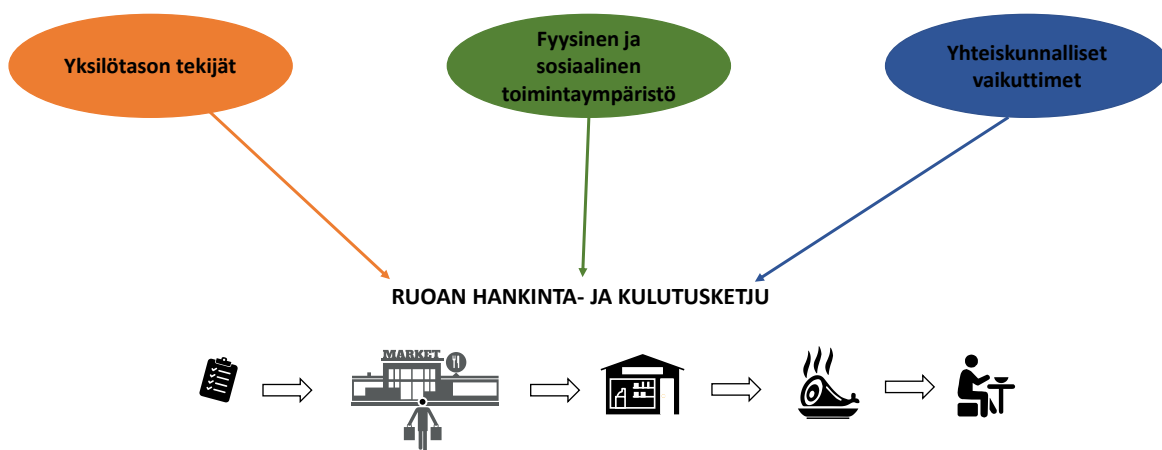 Yksilötason tekijät
Fyysinen ja
sosiaalinen
toimintaympäristö
Yhteiskunnalliset
vaikuttimet
RUOAN HANKINTA- JA KULUTUSKETJU
MARKET